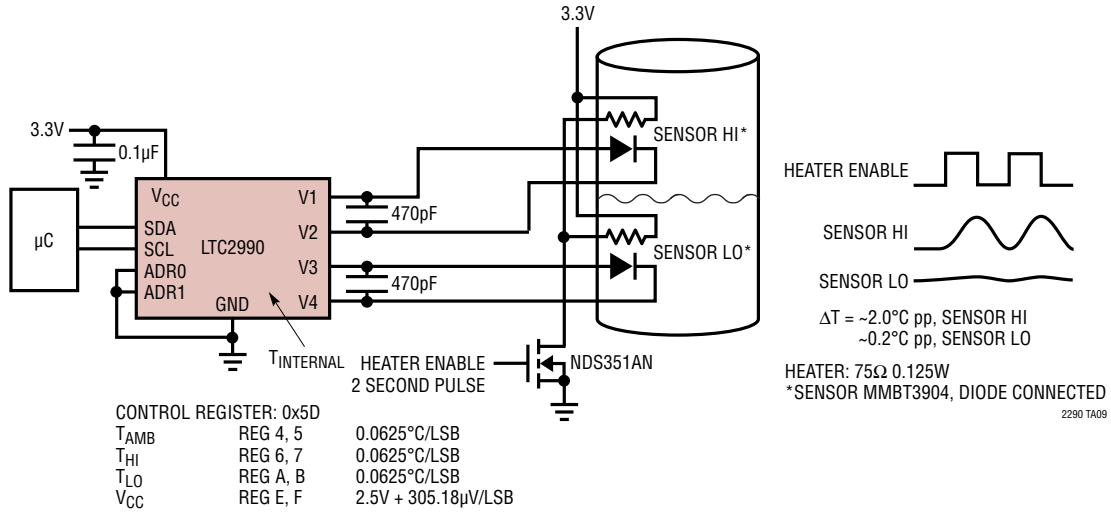 3.3V
3.3V
0.1µF
SENSOR HI*
VCC
V1
470pF
µC
SDA
V2
SCL
LTC2990
ADR0
V3
SENSOR LO*
ADR1
470pF
GND
V4
TINTERNAL
HEATER ENABLE
2 SECOND PULSE
NDS351AN
HEATER ENABLE
SENSOR HI
SENSOR LO
ΔT = ~2.0°C pp, SENSOR HI
~0.2°C pp, SENSOR LO
HEATER: 75Ω 0.125W
*SENSOR MMBT3904, DIODE CONNECTED
2290 TA09
CONTROL REGISTER: 0x5D
TAMB REG 4, 5 0.0625°C/LSB
THI REG 6, 7 0.0625°C/LSB
TLO REG A, B 0.0625°C/LSB
VCC REG E, F 2.5V + 305.18µV/LSB